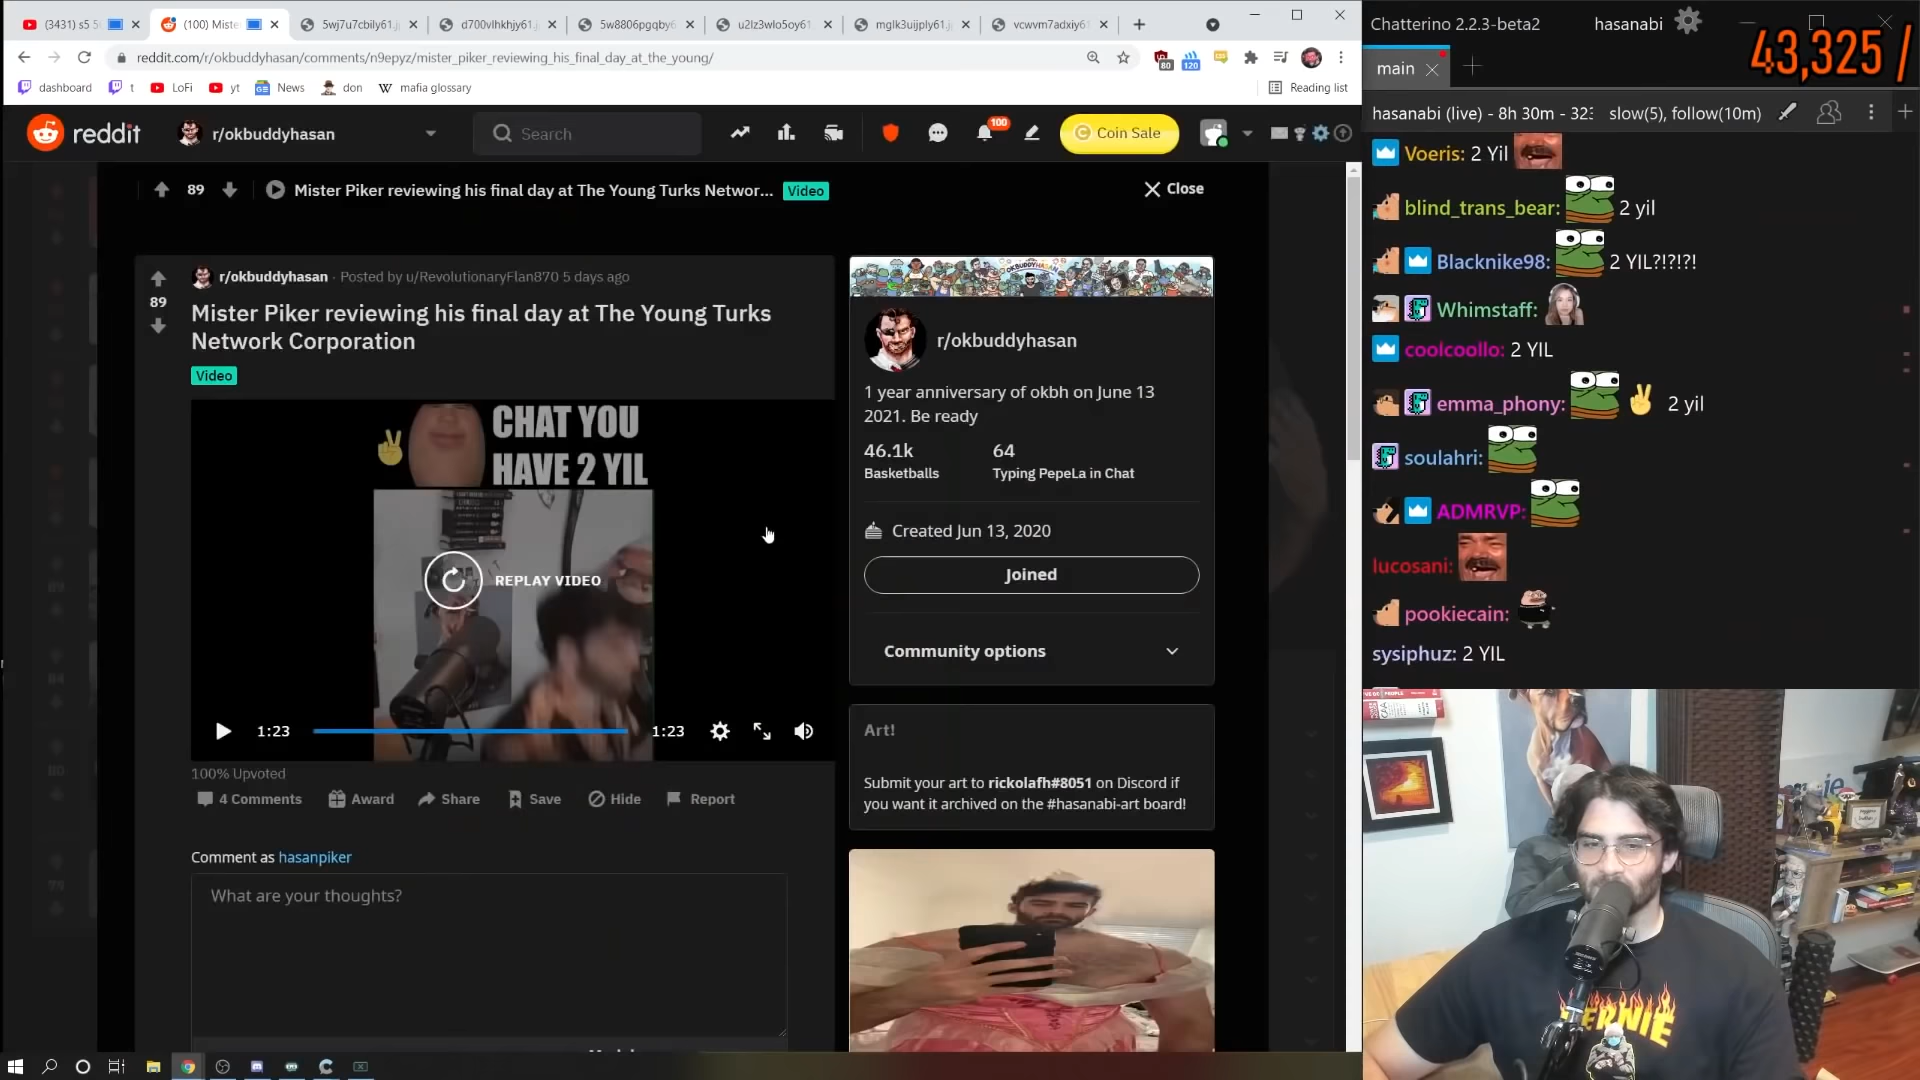 (3431) s5
(100) Miste
5wj7u7cbily61.j
d700vlhkhjy61.j
5w8806pgqby6
u2lz3wlo5oy61
mglk3uijply61.j
vcwvm7adxiy61
reddit.com/r/okbuddyhasan/comments/n9epyz/mister_piker_reviewing_his_final_day_at_the_young/
80
120
dashboard
t
LoFi
yt
News
don
mafia glossary
Reading list
reddit
r/okbuddyhasan
Search
100
Coin Sale
89
Mister Piker reviewing his final day at The Young Turks Networ...
Video
Close
89
r/okbuddyhasan · Posted by u/RevolutionaryFlan870 5 days ago
Mister Piker reviewing his final day at The Young Turks
Network Corporation
Video
CHAT YOU
HAVE 2 YIL
REPLAY VIDEO
1:23
1:23
100% Upvoted
4 Comments
Award
Share
Save
Hide
Report
Comment as hasanpiker
What are your thoughts?
OKBUDDYHASAN
r/okbuddyhasan
1 year anniversary of okbh on June 13
2021. Be ready
46.1k
64
Basketballs
Typing PepeLa in Chat
Created Jun 13, 2020
Joined
Community options
Art!
Submit your art to rickolafh#8051 on Discord if
you want it archived on the #hasanabi-art board!
Chatterino 2.2.3-beta2
hasanabi
43,325 /
main
hasanabi (live) - 8h 30m - 323
slow(5), follow(10m)
Voeris: 2 Yil
blind_trans_bear: 2 yil
Blacknike98: 2 YIL?!?!?!
Whimstaff:
coolcoollo: 2 YIL
emma_phony: 2 yil
soulahri:
ADMRVP:
lucosani:
pookiecain:
sysiphuz: 2 YIL
BERNIE